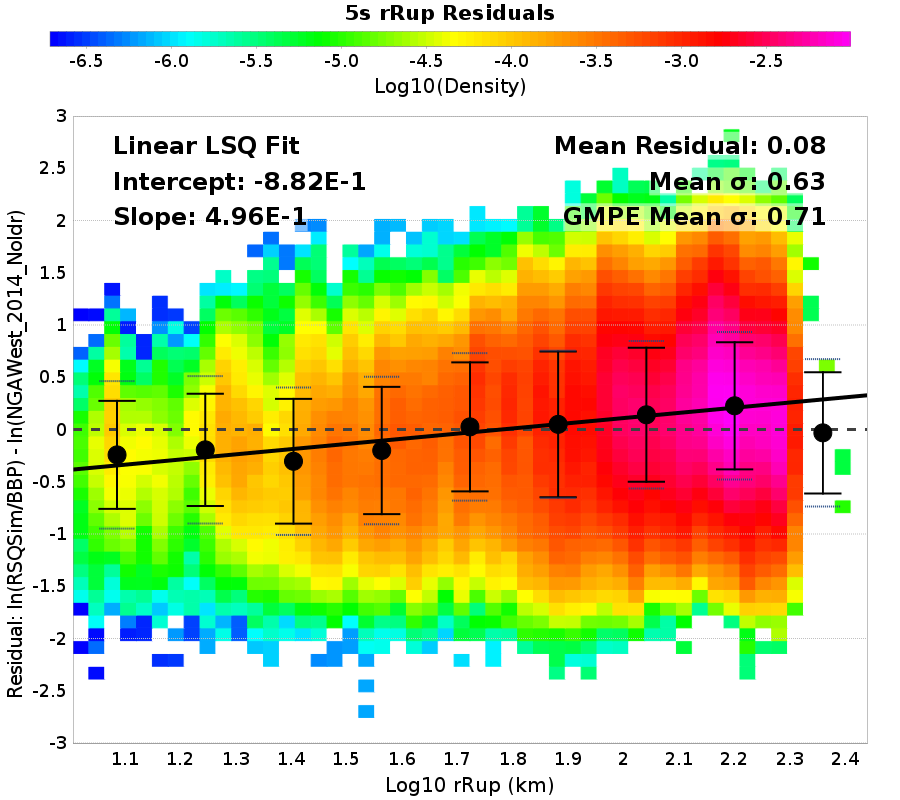 5s rRup Residuals
-6.5 -6.0 -5.5 -5.0 -4.5 -4.0 -3.5 -3.0 -2.5
Log10(Density)
Linear LSQ Fit
Intercept: -8.82E-1
Slope: 4.96E-1
Mean Residual: 0.08
Mean σ: 0.63
GMPE Mean σ: 0.71
Residual: ln(RSQSim/BBP) - ln(NGAWest_2014_NoIdr)
3
2.5
2
1.5
1
0.5
0
-0.5
-1
-1.5
-2
-2.5
-3
1.1 1.2 1.3 1.4 1.5 1.6 1.7 1.8 1.9 2 2.1 2.2 2.3 2.4
Log10 rRup (km)